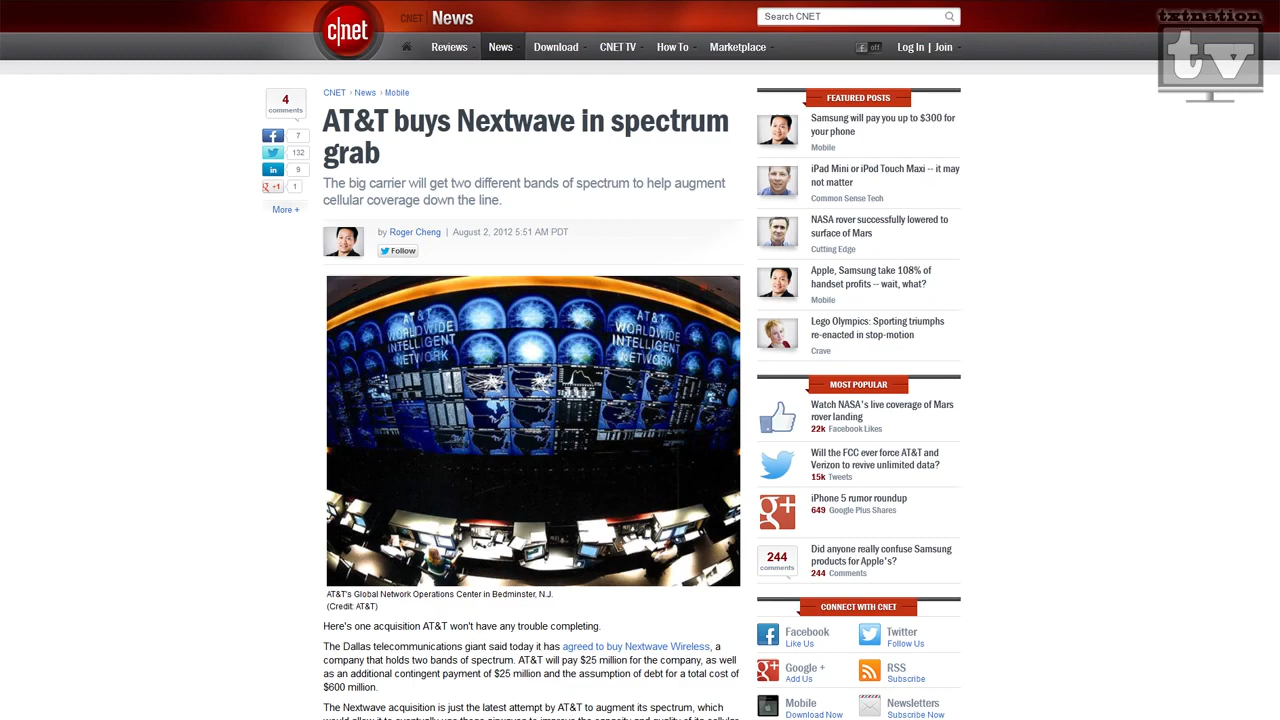 c|net
CNET
News
Search CNET
txtnation
tv
Reviews
News
Download
CNET TV
How To
Marketplace
f off
Log In | Join
4
comments
7
132
in 9
g +1 1
More +
CNET › News › Mobile
AT&T buys Nextwave in spectrum
grab
The big carrier will get two different bands of spectrum to help augment
cellular coverage down the line.
by Roger Cheng | August 2, 2012 5:51 AM PDT
Follow
AT&T
WORLDWIDE
INTELLIGENT
NETWORK
AT&T
WORLDWIDE
INTELLIGENT
NETWORK
AT&T's Global Network Operations Center in Bedminster, N.J.
(Credit: AT&T)
Here's one acquisition AT&T won't have any trouble completing.
The Dallas telecommunications giant said today it has agreed to buy Nextwave Wireless, a
company that holds two bands of spectrum. AT&T will pay $25 million for the company, as well
as an additional contingent payment of $25 million and the assumption of debt for a total cost of
$600 million.
The Nextwave acquisition is just the latest attempt by AT&T to augment its spectrum, which
FEATURED POSTS
Samsung will pay you up to $300 for
your phone
Mobile
iPad Mini or iPod Touch Maxi -- it may
not matter
Common Sense Tech
NASA rover successfully lowered to
surface of Mars
Cutting Edge
Apple, Samsung take 108% of
handset profits -- wait, what?
Mobile
Lego Olympics: Sporting triumphs
re-enacted in stop-motion
Crave
MOST POPULAR
Watch NASA's live coverage of Mars
rover landing
22k Facebook Likes
Will the FCC ever force AT&T and
Verizon to revive unlimited data?
15k Tweets
iPhone 5 rumor roundup
649 Google Plus Shares
244
comments
Did anyone really confuse Samsung
products for Apple's?
244 Comments
CONNECT WITH CNET
Facebook
Like Us
Twitter
Follow Us
Google +
Add Us
RSS
Subscribe
Mobile
Download Now
Newsletters
Subscribe Now